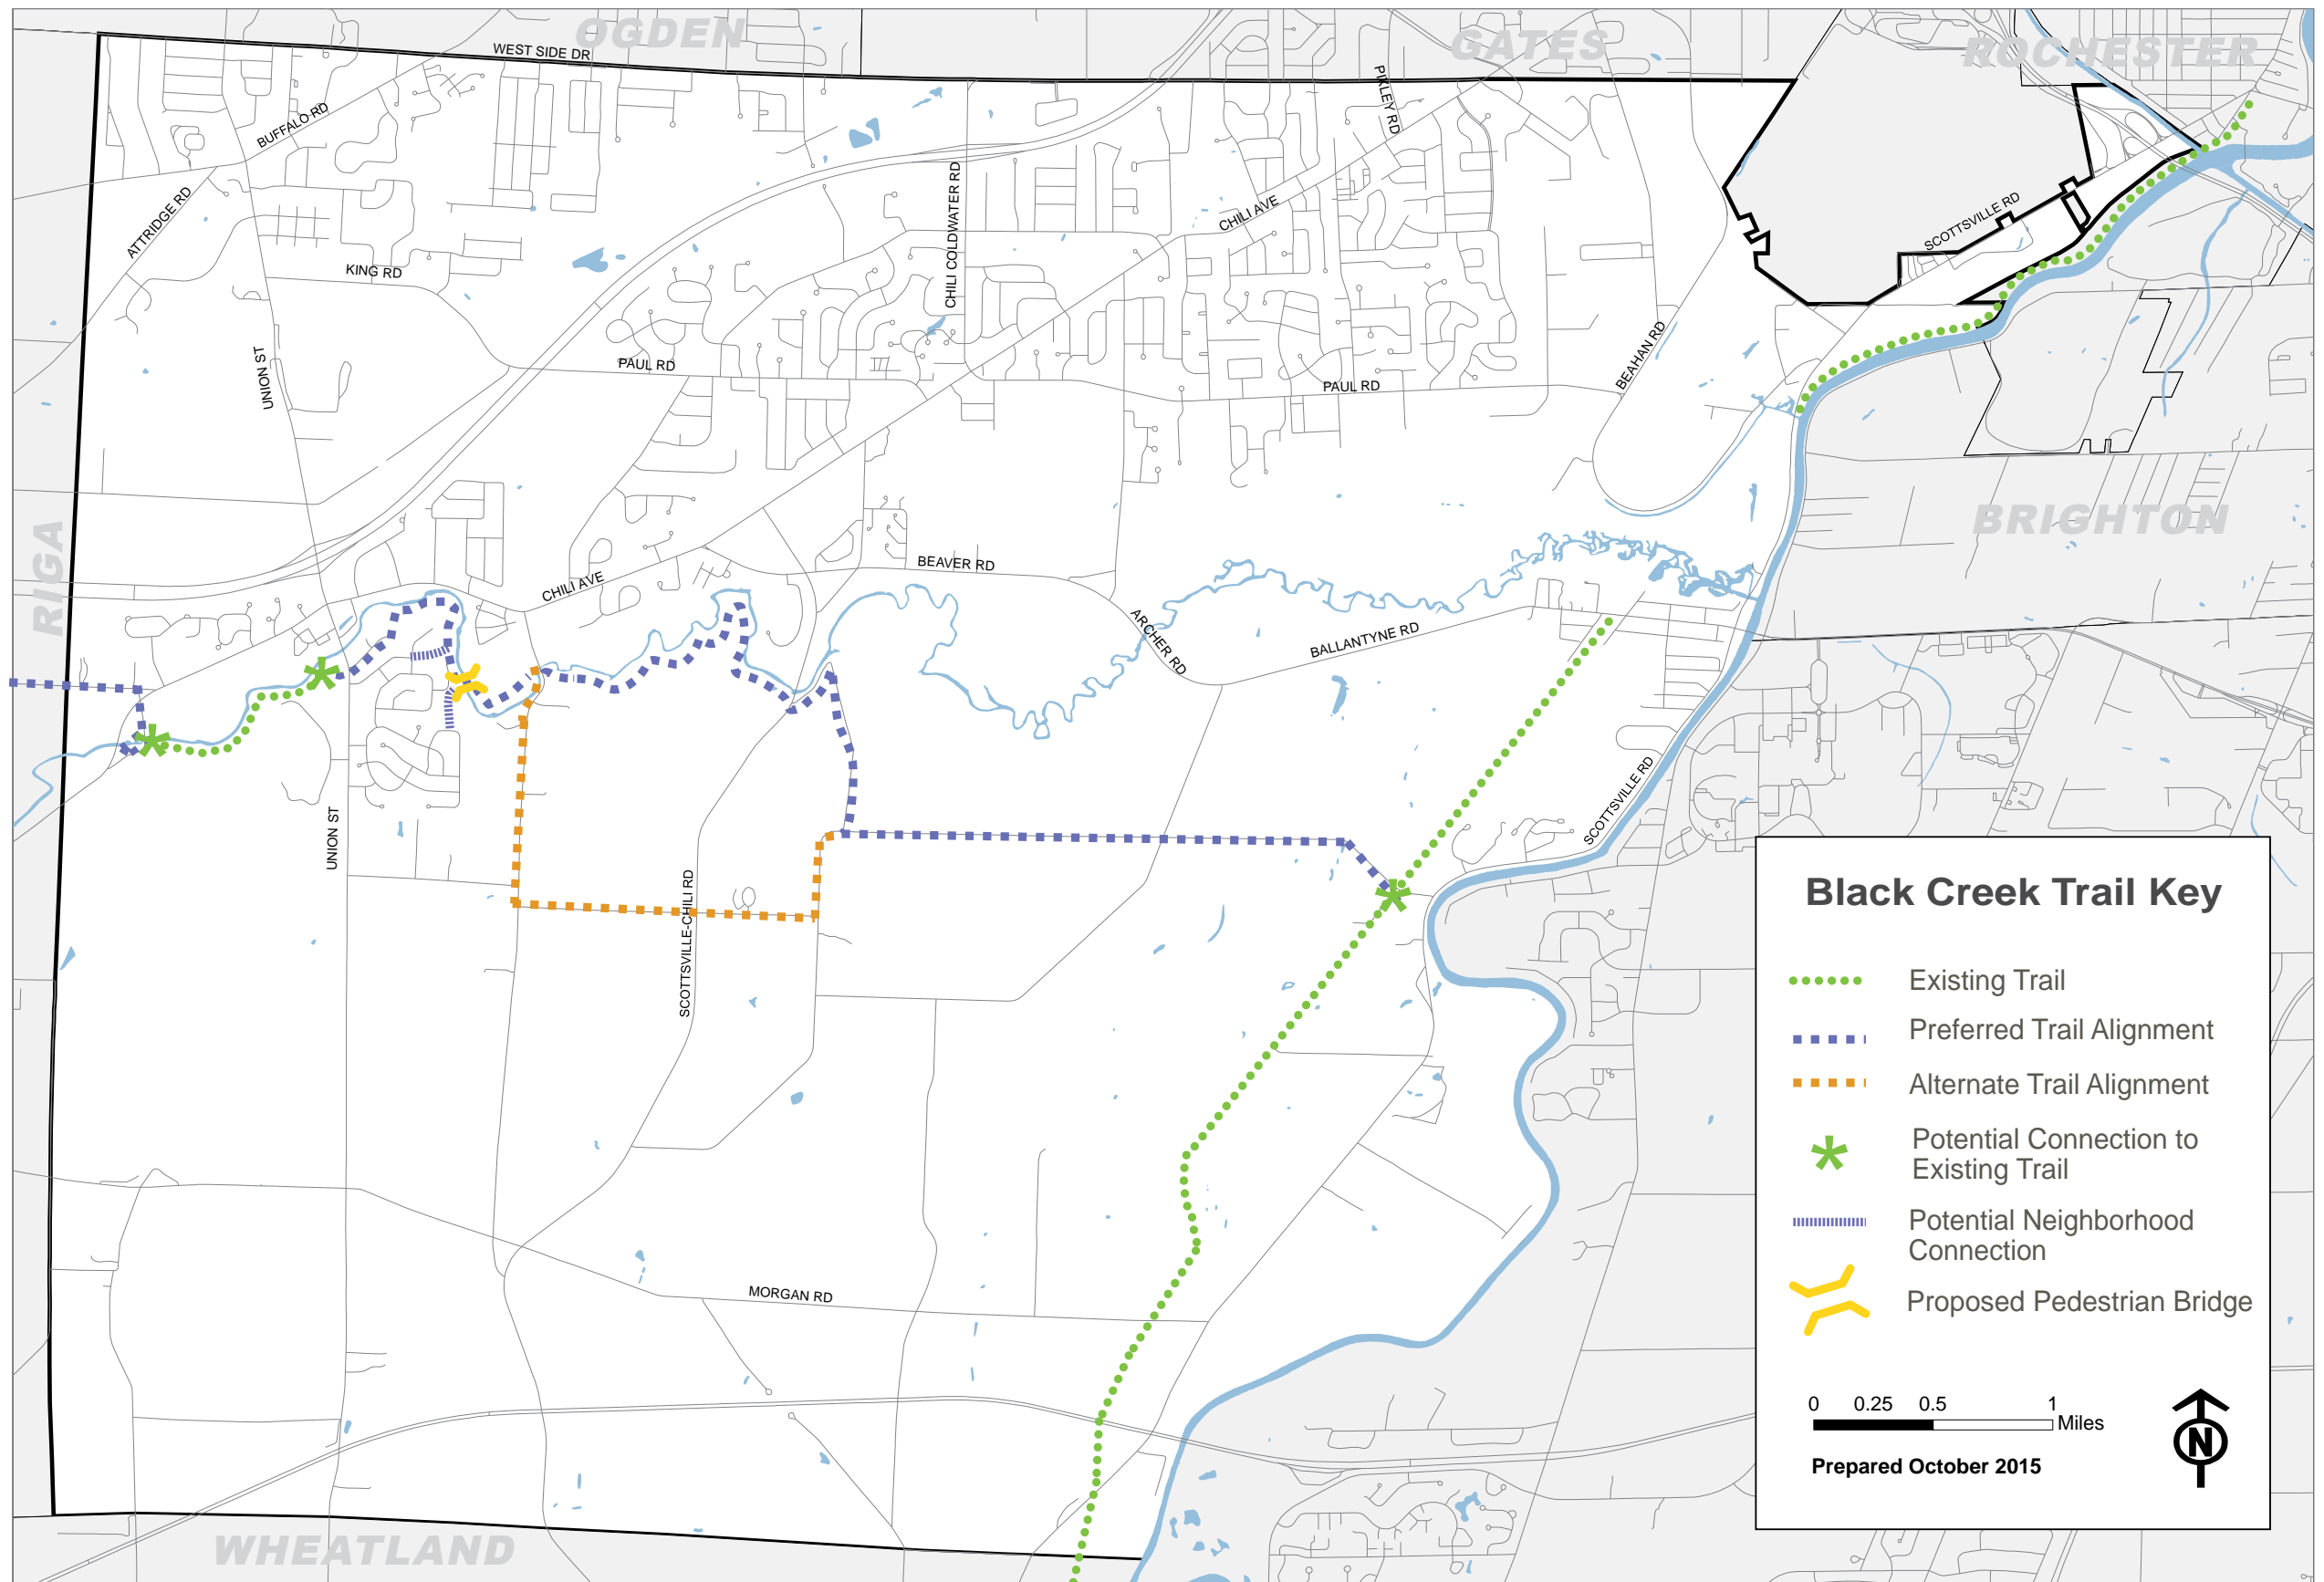 OGDEN
GATES
ROCHESTER
WEST SIDE DR
PIXLEY RD
BUFFALO RD
ATTRIDGE RD
CHILI COLDWATER RD
CHILI AVE
SCOTTSVILLE RD
KING RD
UNION ST
PAUL RD
PAUL RD
BEAHAN RD
BRIGHTON
RIGA
CHILI AVE
BEAVER RD
ARCHER RD
BALLANTYNE RD
UNION ST
SCOTTSVILLE RD
SCOTTSVILLE-CHILI RD
MORGAN RD
WHEATLAND
Black Creek Trail Key
Existing Trail
Preferred Trail Alignment
Alternate Trail Alignment
Potential Connection to
Existing Trail
Potential Neighborhood
Connection
Proposed Pedestrian Bridge
0 0.25 0.5 1
Miles
Prepared October 2015
N